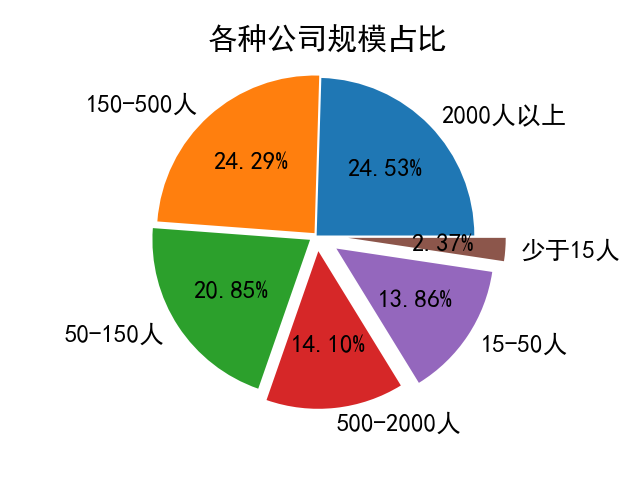 各种公司规模占比
150-500人
2000人以上
24.29%
24.53%
2.37%
少于15人
20.85%
13.86%
50-150人
14.10%
15-50人
500-2000人